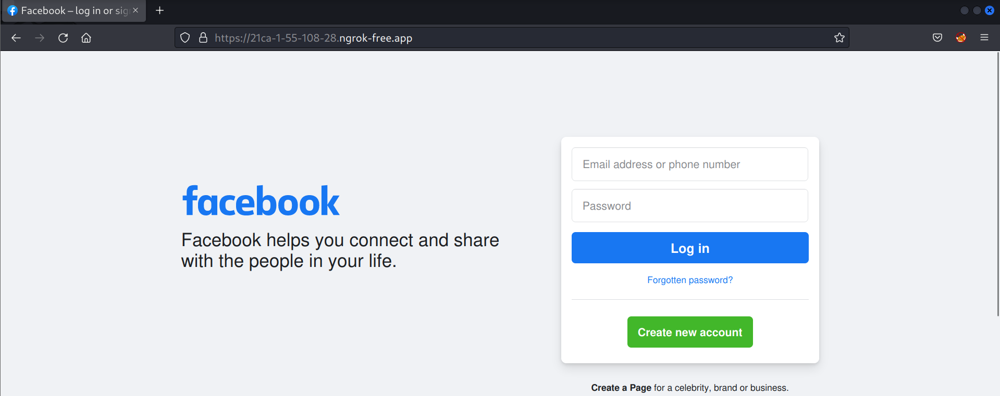 Facebook – log in or sig
https://21ca-1-55-108-28.ngrok-free.app
facebook
Facebook helps you connect and share
with the people in your life.
Email address or phone number
Password
Log in
Forgotten password?
Create new account
Create a Page for a celebrity, brand or business.